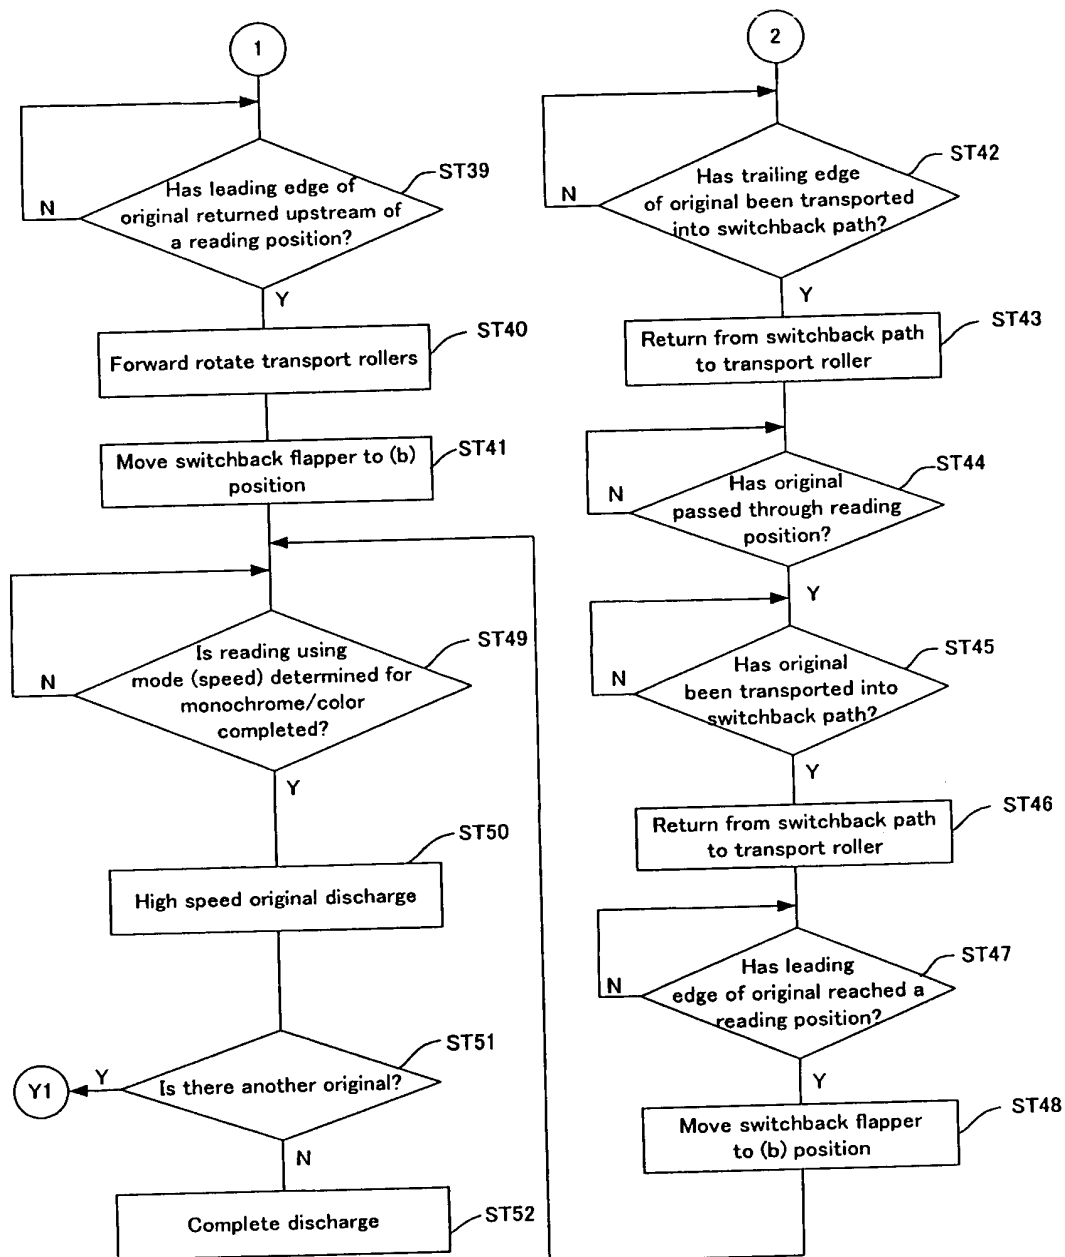 1
Has leading edge of
original returned upstream of
a reading position?
ST39
N
Y
ST40
Forward rotate transport rollers
Move switchback flapper to (b)
position
ST41
Is reading using
mode (speed) determined for
monochrome/color
completed?
ST49
N
Y
ST50
High speed original discharge
ST51
Is there another original?
Y
Y1
N
Complete discharge
ST52
2
Has trailing edge
of original been transported
into switchback path?
ST42
N
Y
ST43
Return from switchback path
to transport roller
ST44
Has original
passed through reading
position?
N
Y
ST45
Has original
been transported into
switchback path?
N
Y
ST46
Return from switchback path
to transport roller
ST47
Has leading
edge of original reached a
reading position?
N
Y
ST48
Move switchback flapper
to (b) position